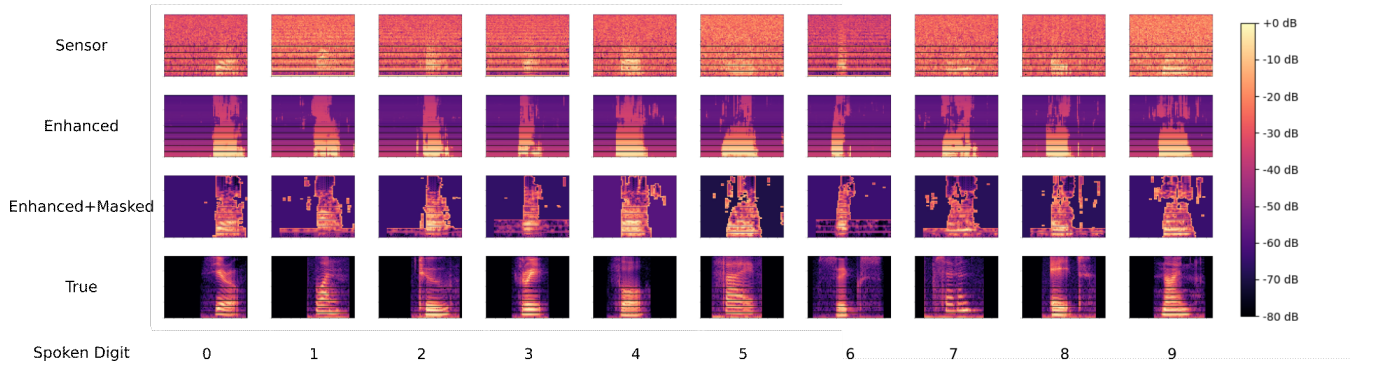 Sensor
Enhanced
Enhanced+Masked
True
Spoken Digit 0 1 2 3 4 5 6 7 8 9
+0 dB
-10 dB
-20 dB
-30 dB
-40 dB
-50 dB
-60 dB
-70 dB
-80 dB